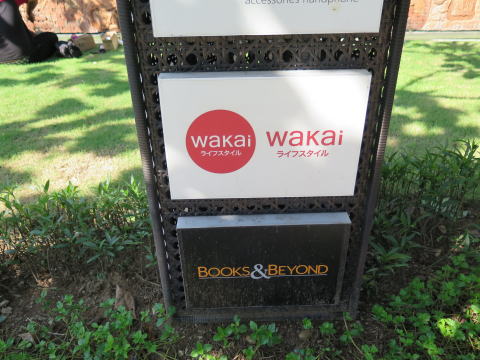 accessories handphone
wakai
ライフスタイル
wakai
ライフスタイル
BOOKS & BEYOND